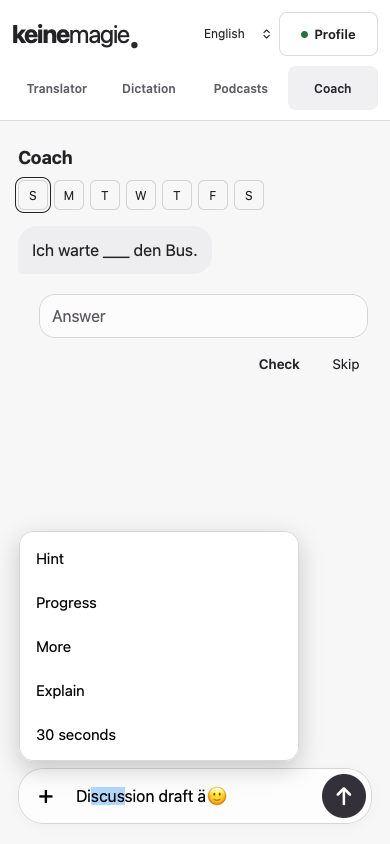 keinemagie.
English
Profile
Translator Dictation Podcasts Coach
Coach
S M T W T F S
Ich warte ___ den Bus.
Answer
Check Skip
Hint
Progress
More
Explain
30 seconds
+ Discussion draft ä🙂